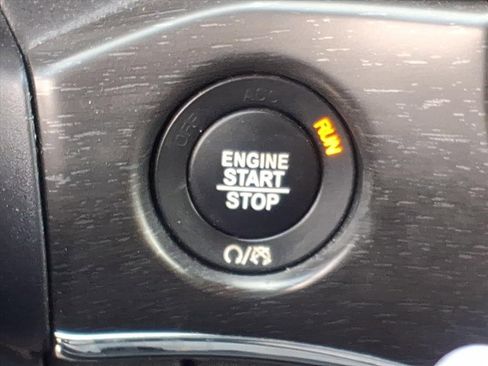 OFF
ACC
RUN
ENGINE
START
STOP